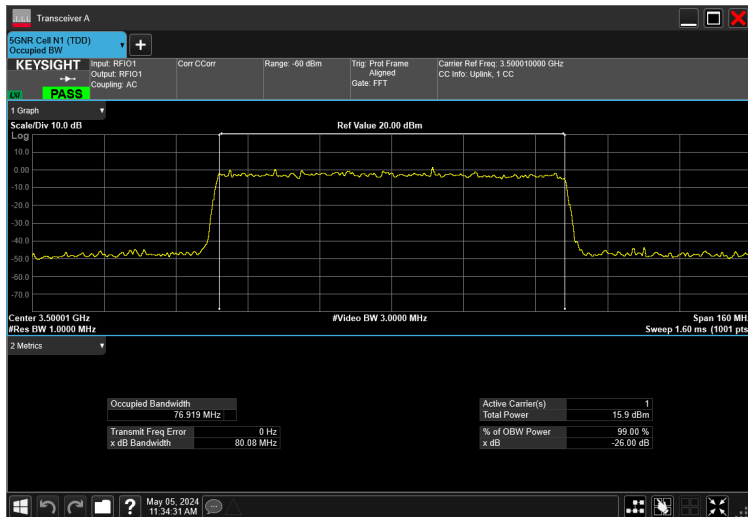 Transceiver A
5GNR Cell N1 (TDD)
Occupied BW
+
KEYSIGHT
LXI
PASS
Input: RFIO1
Output: RFIO1
Coupling: AC
Corr CCorr
Range: -60 dBm
Trig: Prot Frame
Aligned
Gate: FFT
Carrier Ref Freq: 3.500010000 GHz
CC Info: Uplink, 1 CC
1 Graph
Scale/Div 10.0 dB
Ref Value 20.00 dBm
Log
10.0
0.00
-10.0
-20.0
-30.0
-40.0
-50.0
-60.0
-70.0
Center 3.50001 GHz
#Video BW 3.0000 MHz
Span 160 MH
#Res BW 1.0000 MHz
Sweep 1.60 ms (1001 pts
2 Metrics
Occupied Bandwidth
76.919 MHz
Transmit Freq Error 0 Hz
x dB Bandwidth 80.08 MHz
Active Carrier(s) 1
Total Power 15.9 dBm
% of OBW Power 99.00 %
x dB -26.00 dB
?
May 05, 2024
11:34:31 AM